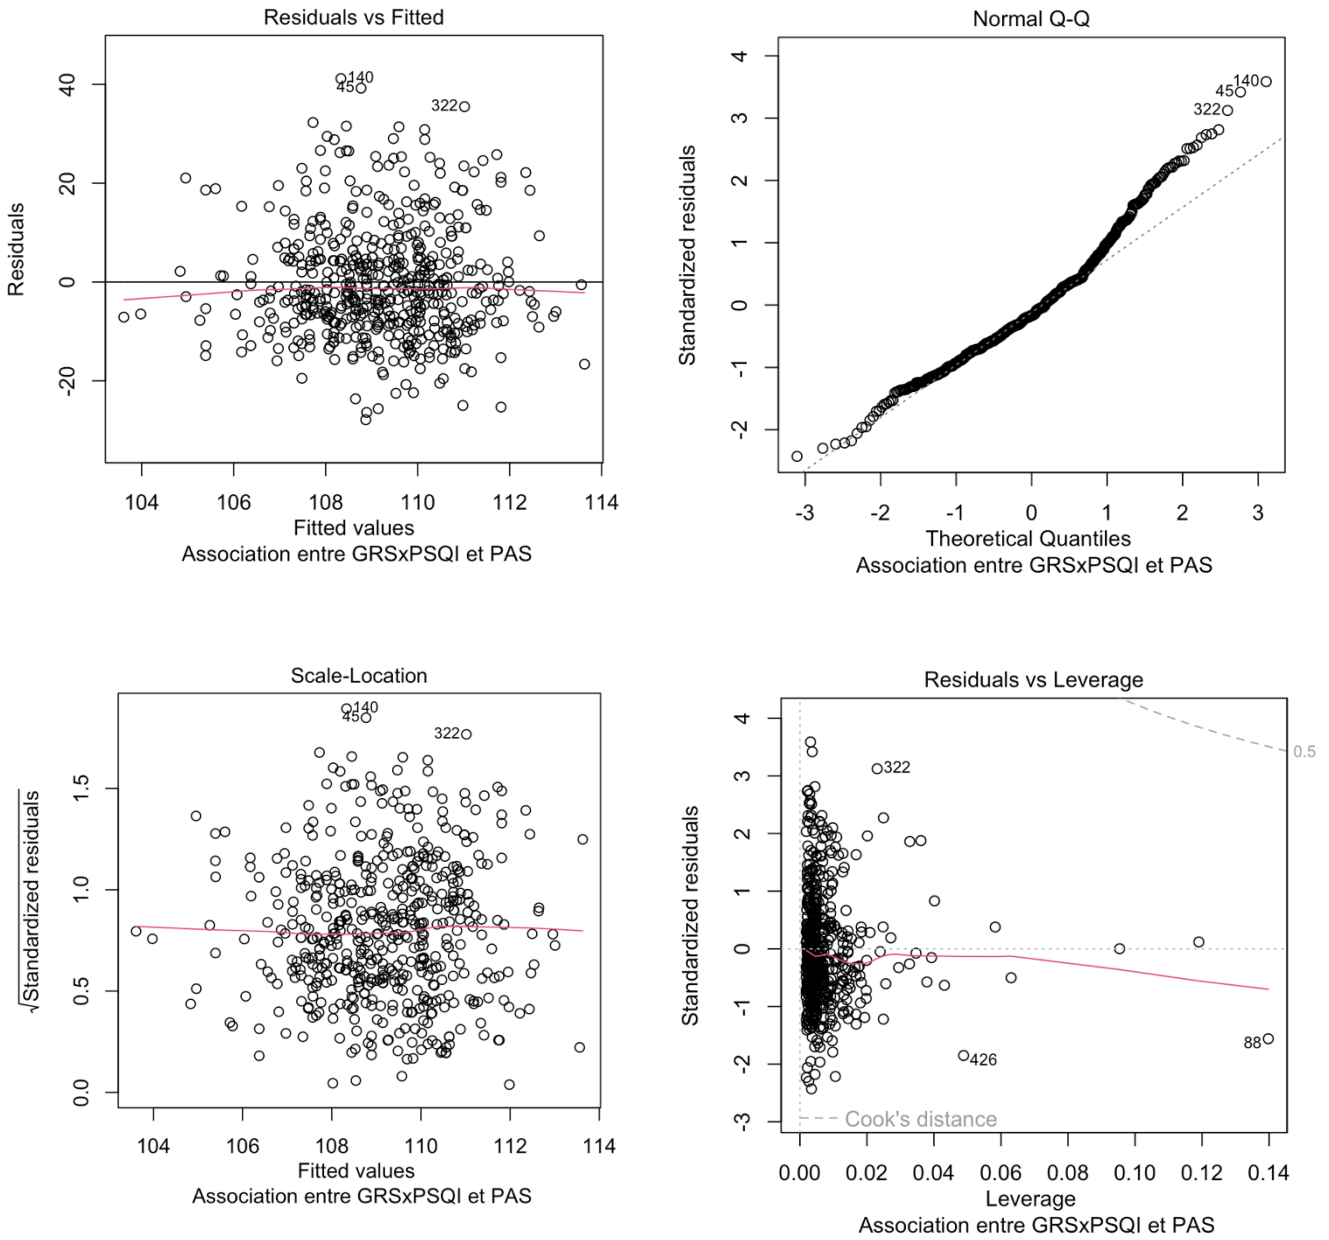 Residuals vs Fitted
Residuals
40
20
0
-20
140
45
322
104 106 108 110 112 114
Fitted values
Association entre GRSxPSQI et PAS
Normal Q-Q
Standardized residuals
4
3
2
1
0
-1
-2
140
45
322
-3 -2 -1 0 1 2 3
Theoretical Quantiles
Association entre GRSxPSQI et PAS
Scale-Location
√Standardized residuals
1.5
1.0
0.5
0.0
140
45
322
104 106 108 110 112 114
Fitted values
Association entre GRSxPSQI et PAS
Residuals vs Leverage
Standardized residuals
4
3
2
1
0
-1
-2
-3
0.5
322
88
426
Cook's distance
0.00 0.02 0.04 0.06 0.08 0.10 0.12 0.14
Leverage
Association entre GRSxPSQI et PAS